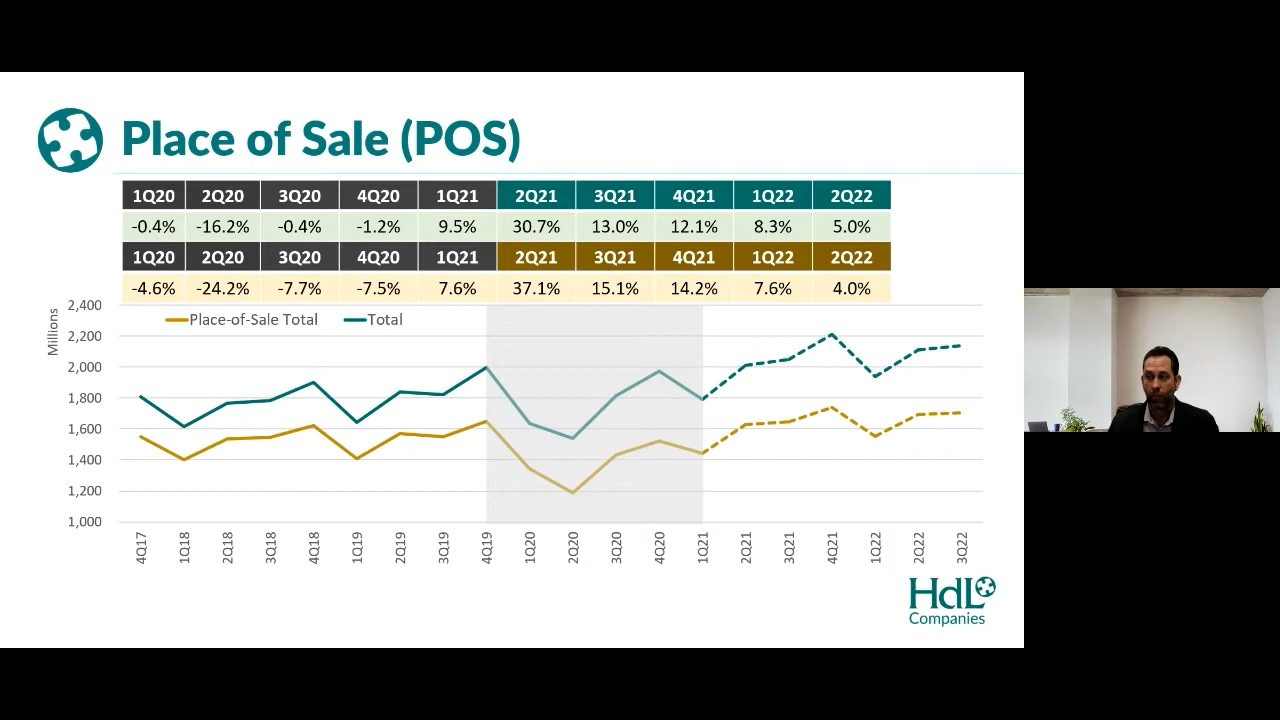 Place of Sale (POS)
1Q20 2Q20 3Q20 4Q20 1Q21 2Q21 3Q21 4Q21 1Q22 2Q22
-0.4% -16.2% -0.4% -1.2% 9.5% 30.7% 13.0% 12.1% 8.3% 5.0%
1Q20 2Q20 3Q20 4Q20 1Q21 2Q21 3Q21 4Q21 1Q22 2Q22
-4.6% -24.2% -7.7% -7.5% 7.6% 37.1% 15.1% 14.2% 7.6% 4.0%
Millions
2,400
2,200
2,000
1,800
1,600
1,400
1,200
1,000
Place-of-Sale Total Total
4Q17 1Q18 2Q18 3Q18 4Q18 1Q19 2Q19 3Q19 4Q19 1Q20 2Q20 3Q20 4Q20 1Q21 2Q21 3Q21 4Q21 1Q22 2Q22 3Q22
HdL
Companies